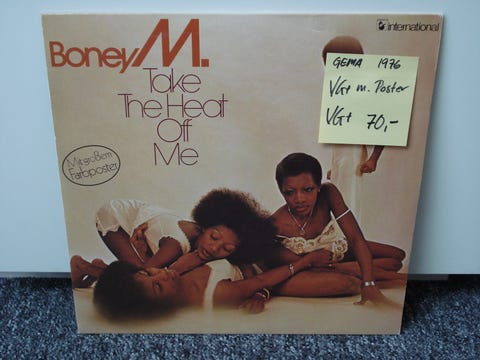 Boney M.
Take
The Heat
Off
Me
Mit großem
Farbposter
international
GEMA 1976
VG+ m. Poster
VG+ 70,-